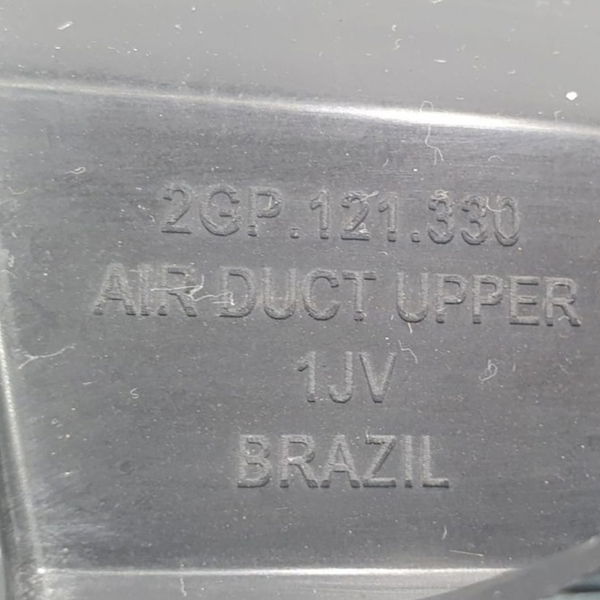 2GP.121.330
AIR DUCT UPPER
1JV
BRAZIL